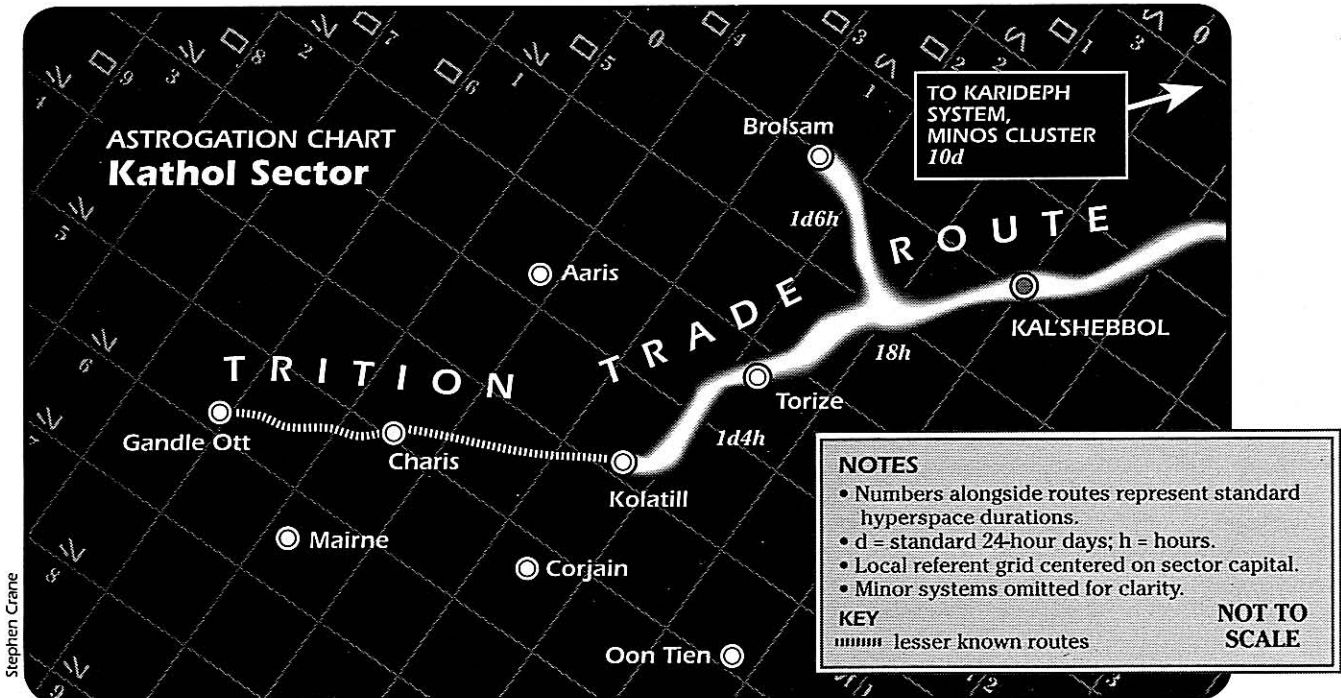 ASTROGATION CHART
Kathol Sector
TO KARIDEPH
SYSTEM,
MINOS CLUSTER
10d
Brolsam
1d6h
Aaris
TRITION TRADE ROUTE
KAL'SHEBBOL
18h
Torize
1d4h
Gandle Ott
Charis
Kolatill
Mairne
Corjain
Oon Tien
NOTES
• Numbers alongside routes represent standard
hyperspace durations.
• d = standard 24-hour days; h = hours.
• Local referent grid centered on sector capital.
• Minor systems omitted for clarity.
KEY
lesser known routes
NOT TO
SCALE
Stephen Crane